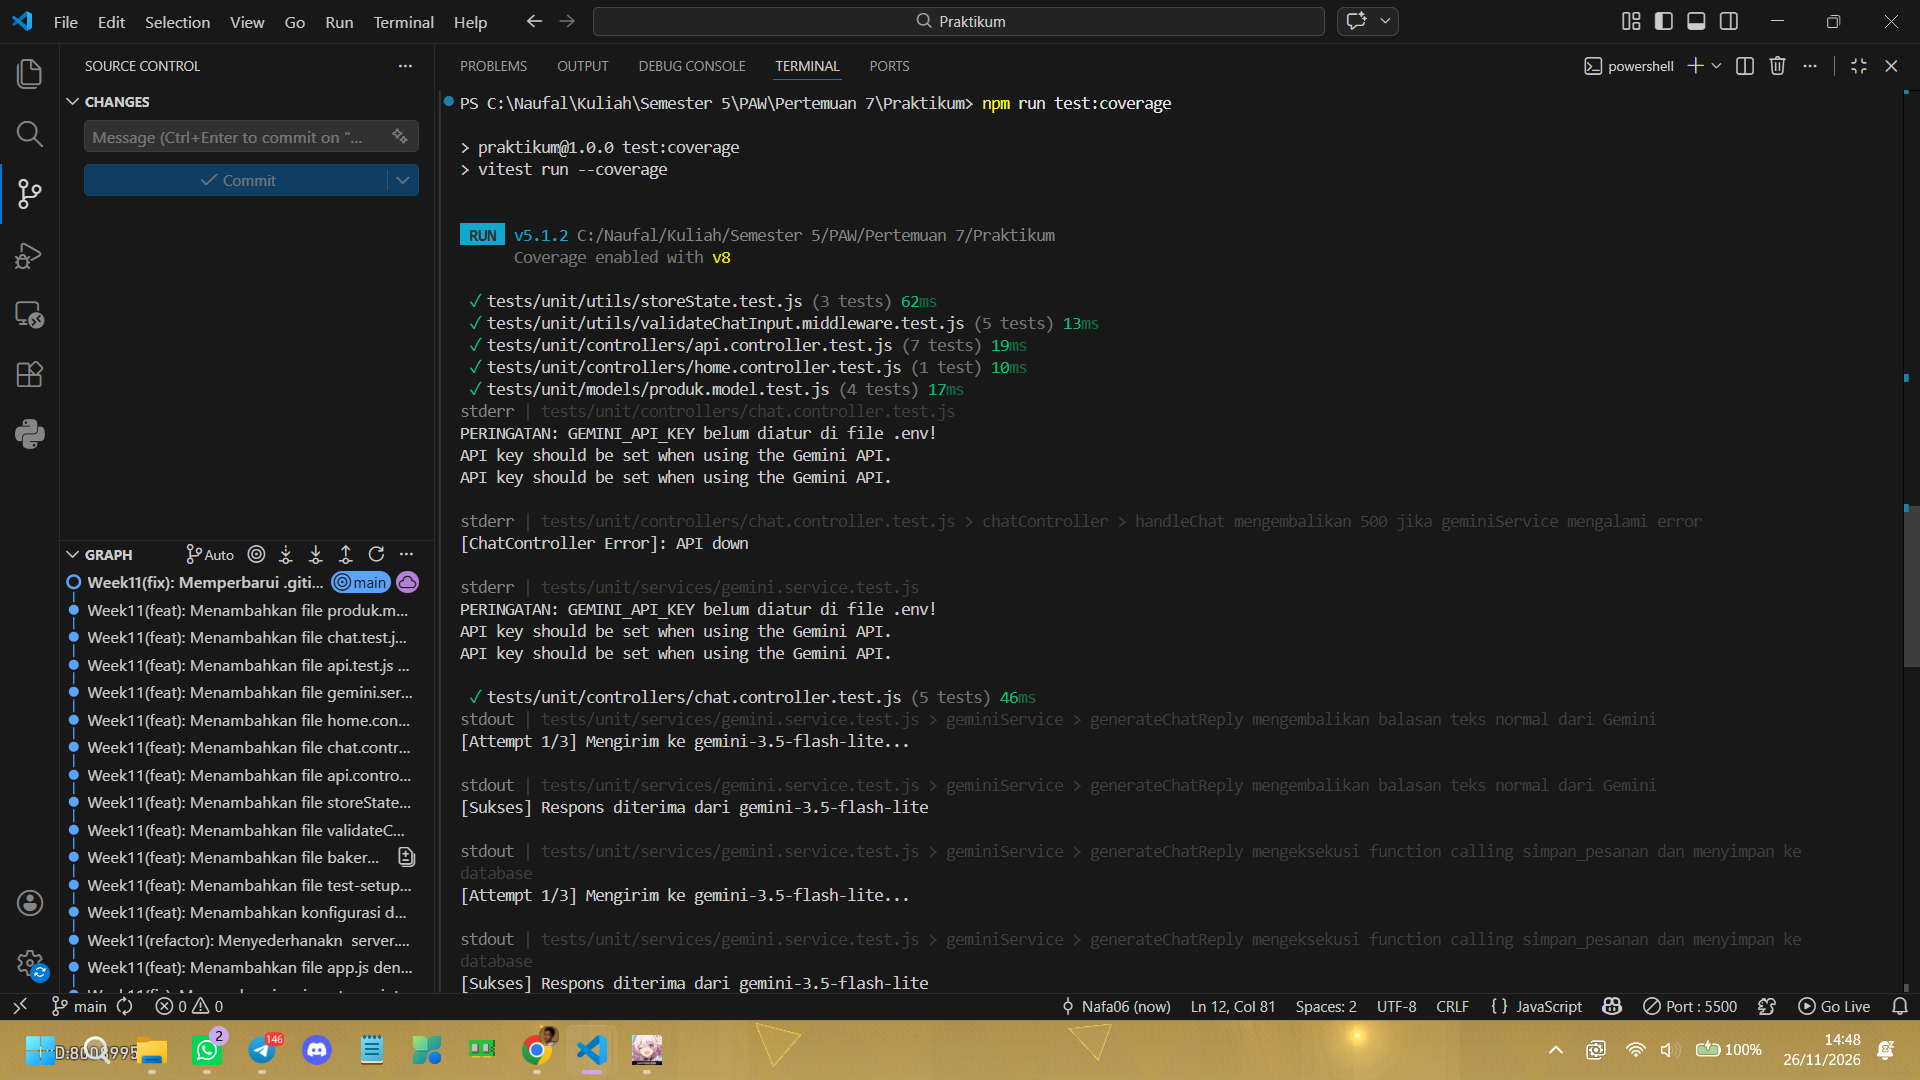 File Edit Selection View Go Run Terminal Help
Praktikum
SOURCE CONTROL
CHANGES
Message (Ctrl+Enter to commit on "...
Commit
PROBLEMS OUTPUT DEBUG CONSOLE TERMINAL PORTS
powershell
PS C:\Naufal\Kuliah\Semester 5\PAW\Pertemuan 7\Praktikum> npm run test:coverage
> praktikum@1.0.0 test:coverage
> vitest run --coverage
RUN v5.1.2 C:/Naufal/Kuliah/Semester 5/PAW/Pertemuan 7/Praktikum
Coverage enabled with v8
✓ tests/unit/utils/storeState.test.js (3 tests) 62ms
✓ tests/unit/utils/validateChatInput.middleware.test.js (5 tests) 13ms
✓ tests/unit/controllers/api.controller.test.js (7 tests) 19ms
✓ tests/unit/controllers/home.controller.test.js (1 test) 10ms
✓ tests/unit/models/produk.model.test.js (4 tests) 17ms
stderr | tests/unit/controllers/chat.controller.test.js
PERINGATAN: GEMINI_API_KEY belum diatur di file .env!
API key should be set when using the Gemini API.
API key should be set when using the Gemini API.
stderr | tests/unit/controllers/chat.controller.test.js > chatController > handleChat mengembalikan 500 jika geminiService mengalami error
[ChatController Error]: API down
stderr | tests/unit/services/gemini.service.test.js
PERINGATAN: GEMINI_API_KEY belum diatur di file .env!
API key should be set when using the Gemini API.
API key should be set when using the Gemini API.
✓ tests/unit/controllers/chat.controller.test.js (5 tests) 46ms
stdout | tests/unit/services/gemini.service.test.js > geminiService > generateChatReply mengembalikan balasan teks normal dari Gemini
[Attempt 1/3] Mengirim ke gemini-3.5-flash-lite...
stdout | tests/unit/services/gemini.service.test.js > geminiService > generateChatReply mengembalikan balasan teks normal dari Gemini
[Sukses] Respons diterima dari gemini-3.5-flash-lite
stdout | tests/unit/services/gemini.service.test.js > geminiService > generateChatReply mengeksekusi function calling simpan_pesanan dan menyimpan ke
database
[Attempt 1/3] Mengirim ke gemini-3.5-flash-lite...
stdout | tests/unit/services/gemini.service.test.js > geminiService > generateChatReply mengeksekusi function calling simpan_pesanan dan menyimpan ke
database
[Sukses] Respons diterima dari gemini-3.5-flash-lite
GRAPH Auto
Week11(fix): Memperbarui .giti... main
Week11(feat): Menambahkan file produk.m...
Week11(feat): Menambahkan file chat.test.j...
Week11(feat): Menambahkan file api.test.js ...
Week11(feat): Menambahkan file gemini.ser...
Week11(feat): Menambahkan file home.con...
Week11(feat): Menambahkan file chat.contr...
Week11(feat): Menambahkan file api.contro...
Week11(feat): Menambahkan file storeState...
Week11(feat): Menambahkan file validateC...
Week11(feat): Menambahkan file baker...
Week11(feat): Menambahkan file test-setup...
Week11(feat): Menambahkan konfigurasi d...
Week11(refactor): Menyederhanakn server....
Week11(feat): Menambahkan file app.js den...
main 0 0
Nafa06 (now) Ln 12, Col 81 Spaces: 2 UTF-8 CRLF { } JavaScript Port : 5500 Go Live
2 146
100%
14:48
26/11/2026